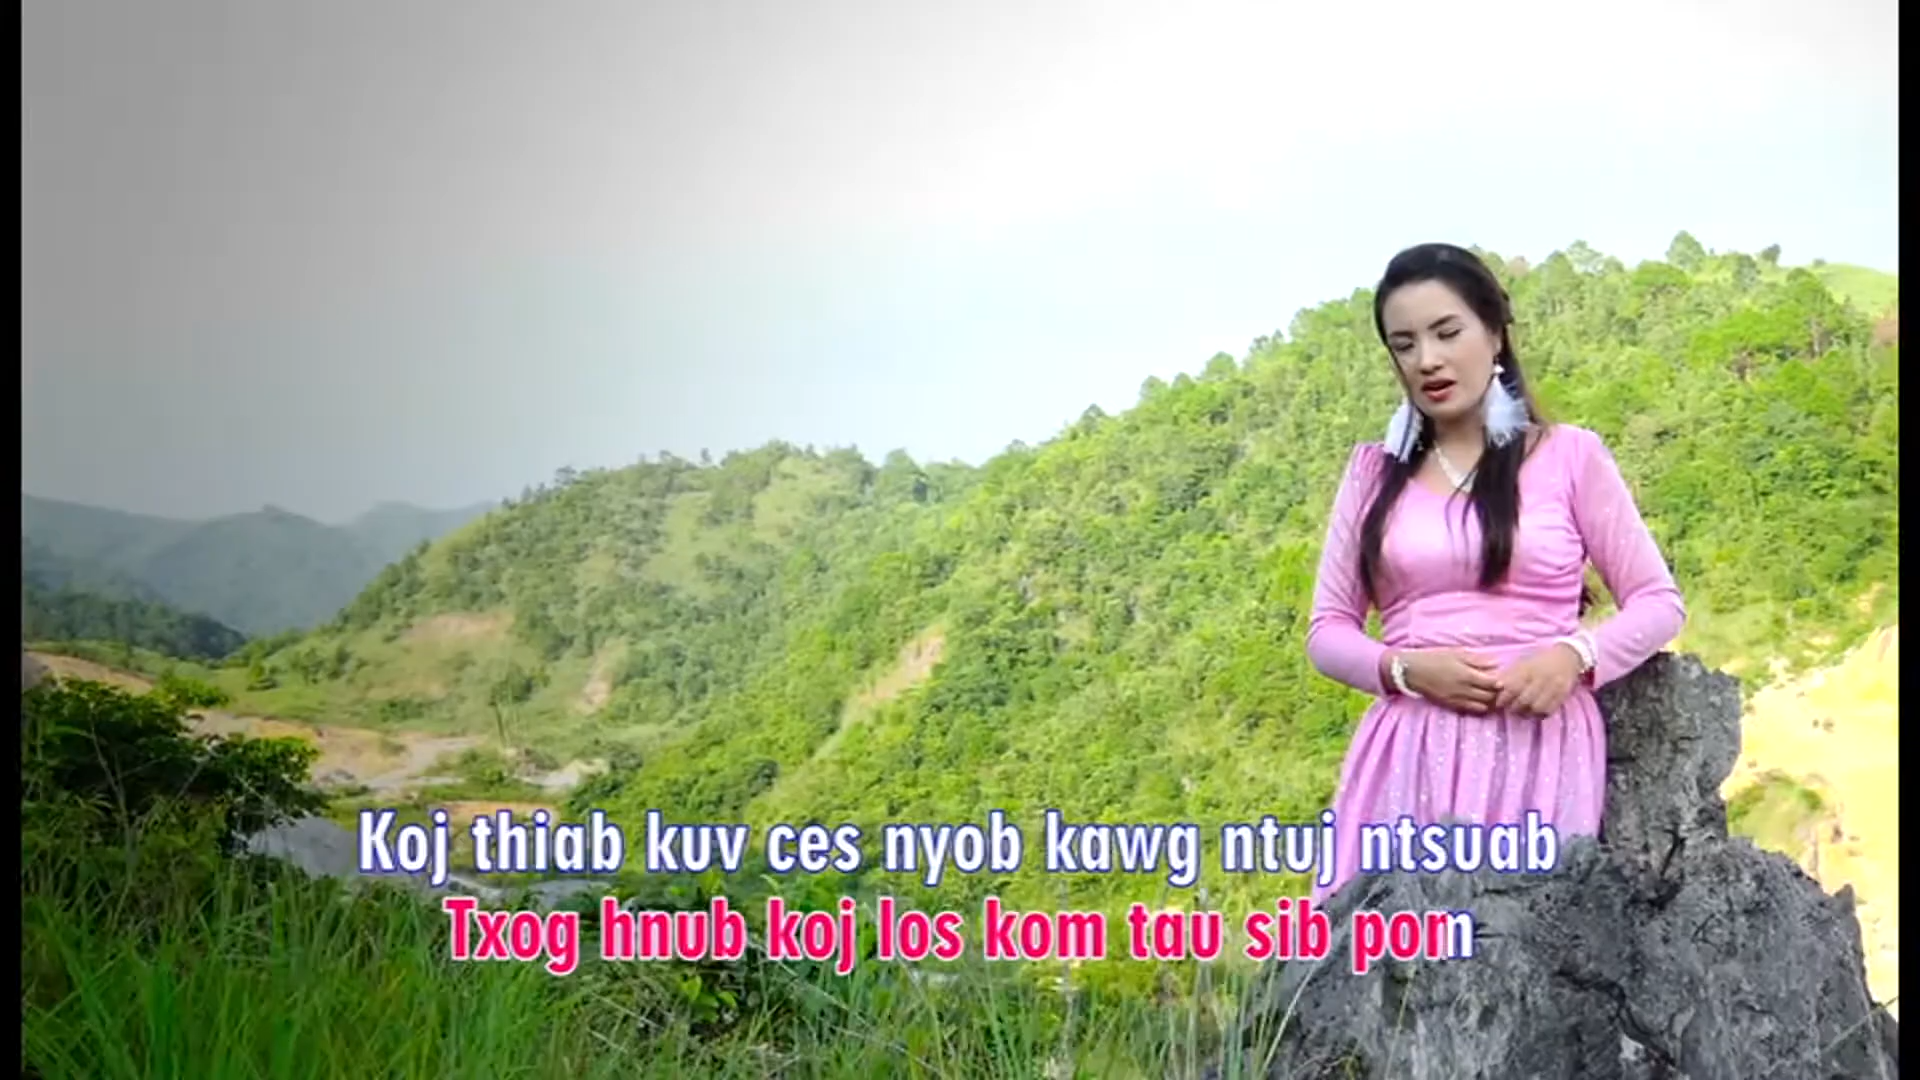 Koj thiab kuv ces nyob kawg ntuj ntsuab
Txog hnub koj los kom tau sib pom